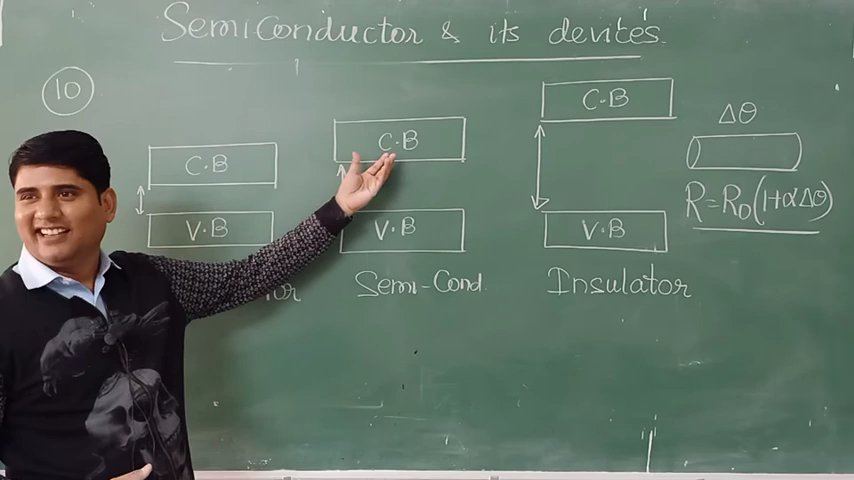 Semiconductor & its devices.
10
C.B
V.B
C.B
V.B
Semi-Cond.
C.B
V.B
Insulator
Δθ
R=R₀(1+αΔθ)